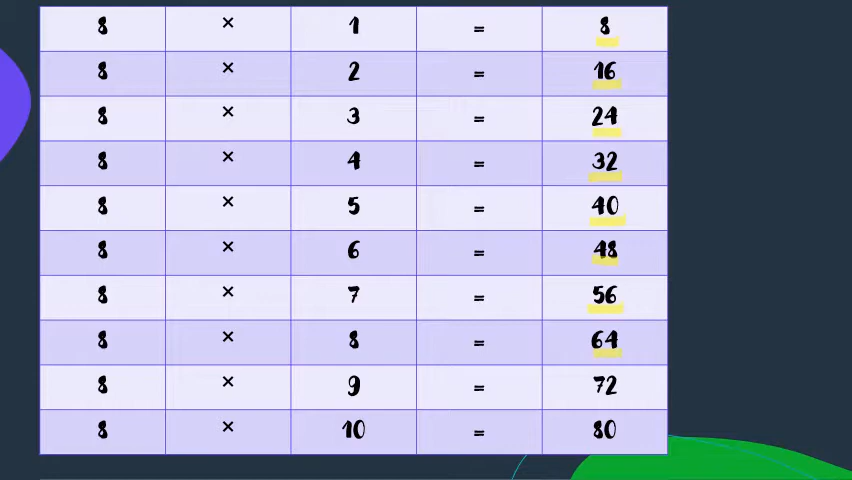 8 × 1 = 8
8 × 2 = 16
8 × 3 = 24
8 × 4 = 32
8 × 5 = 40
8 × 6 = 48
8 × 7 = 56
8 × 8 = 64
8 × 9 = 72
8 × 10 = 80